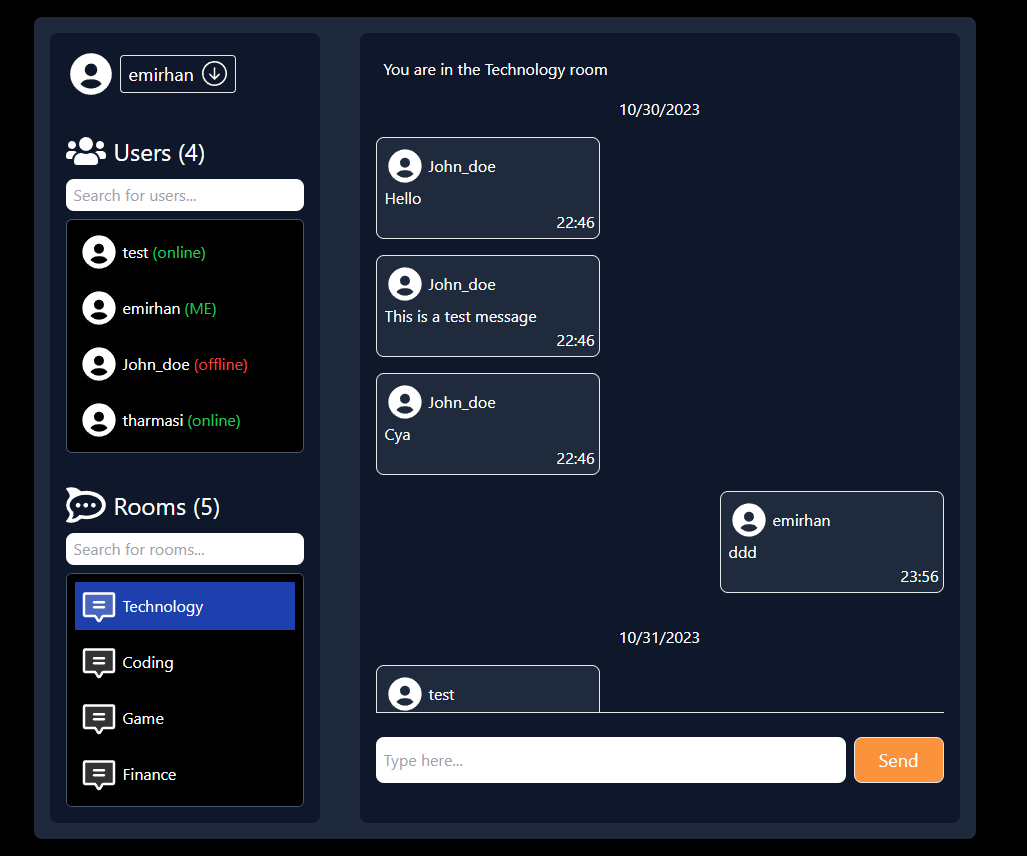 emirhan
Users (4)
Search for users...
test (online)
emirhan (ME)
John_doe (offline)
tharmasi (online)
Rooms (5)
Search for rooms...
Technology
Coding
Game
Finance
You are in the Technology room
10/30/2023
John_doe
Hello
22:46
John_doe
This is a test message
22:46
John_doe
Cya
22:46
emirhan
ddd
23:56
10/31/2023
test
Type here...
Send